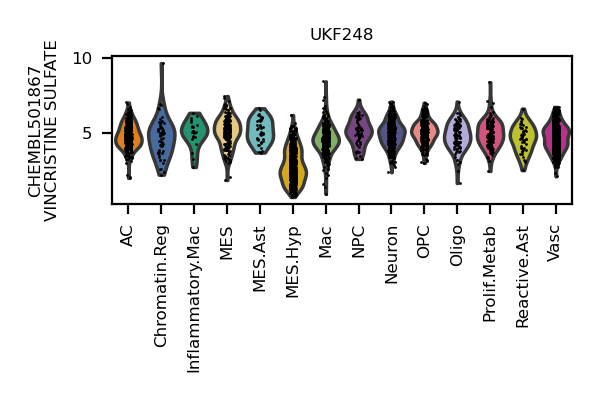 UKF248
CHEMBL501867
VINCRISTINE SULFATE
10
5
AC
Chromatin.Reg
Inflammatory.Mac
MES
MES.Ast
MES.Hyp
Mac
NPC
Neuron
OPC
Oligo
Prolif.Metab
Reactive.Ast
Vasc